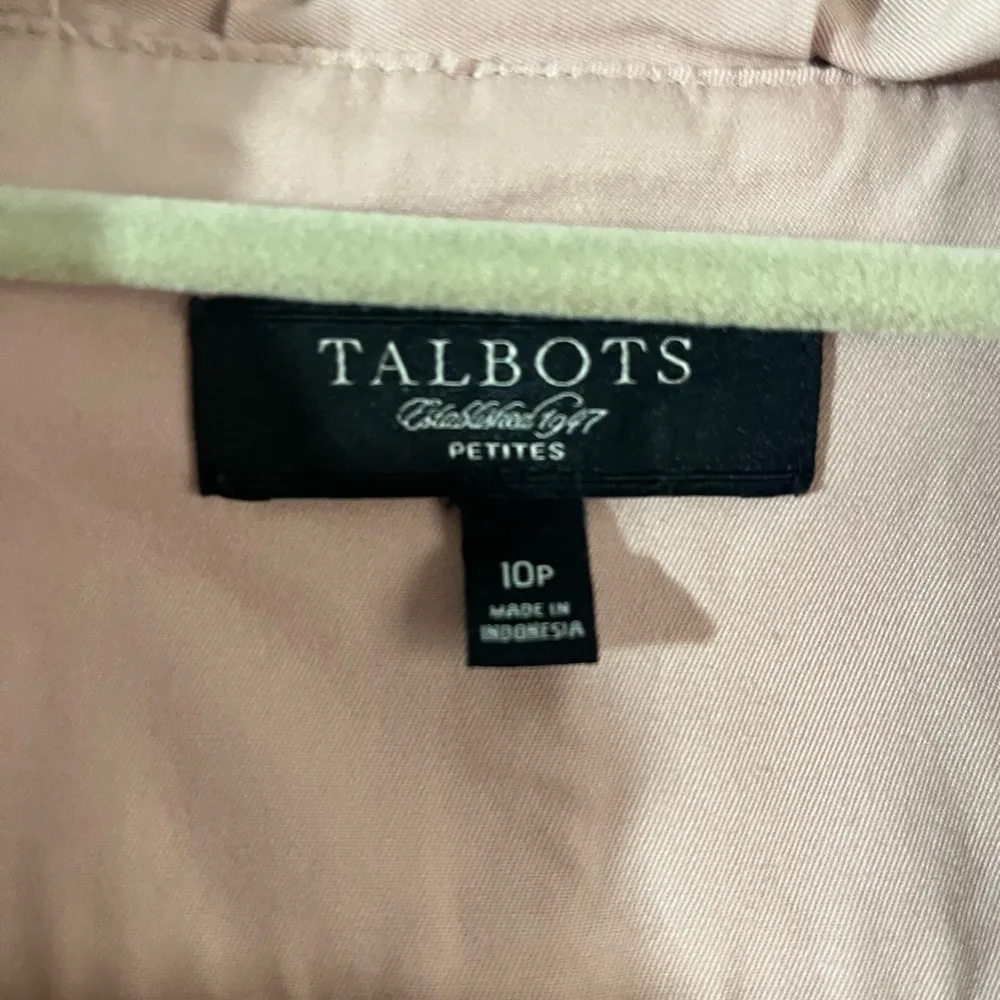 TALBOTS
Established 1947
PETITES
10P
MADE IN
INDONESIA